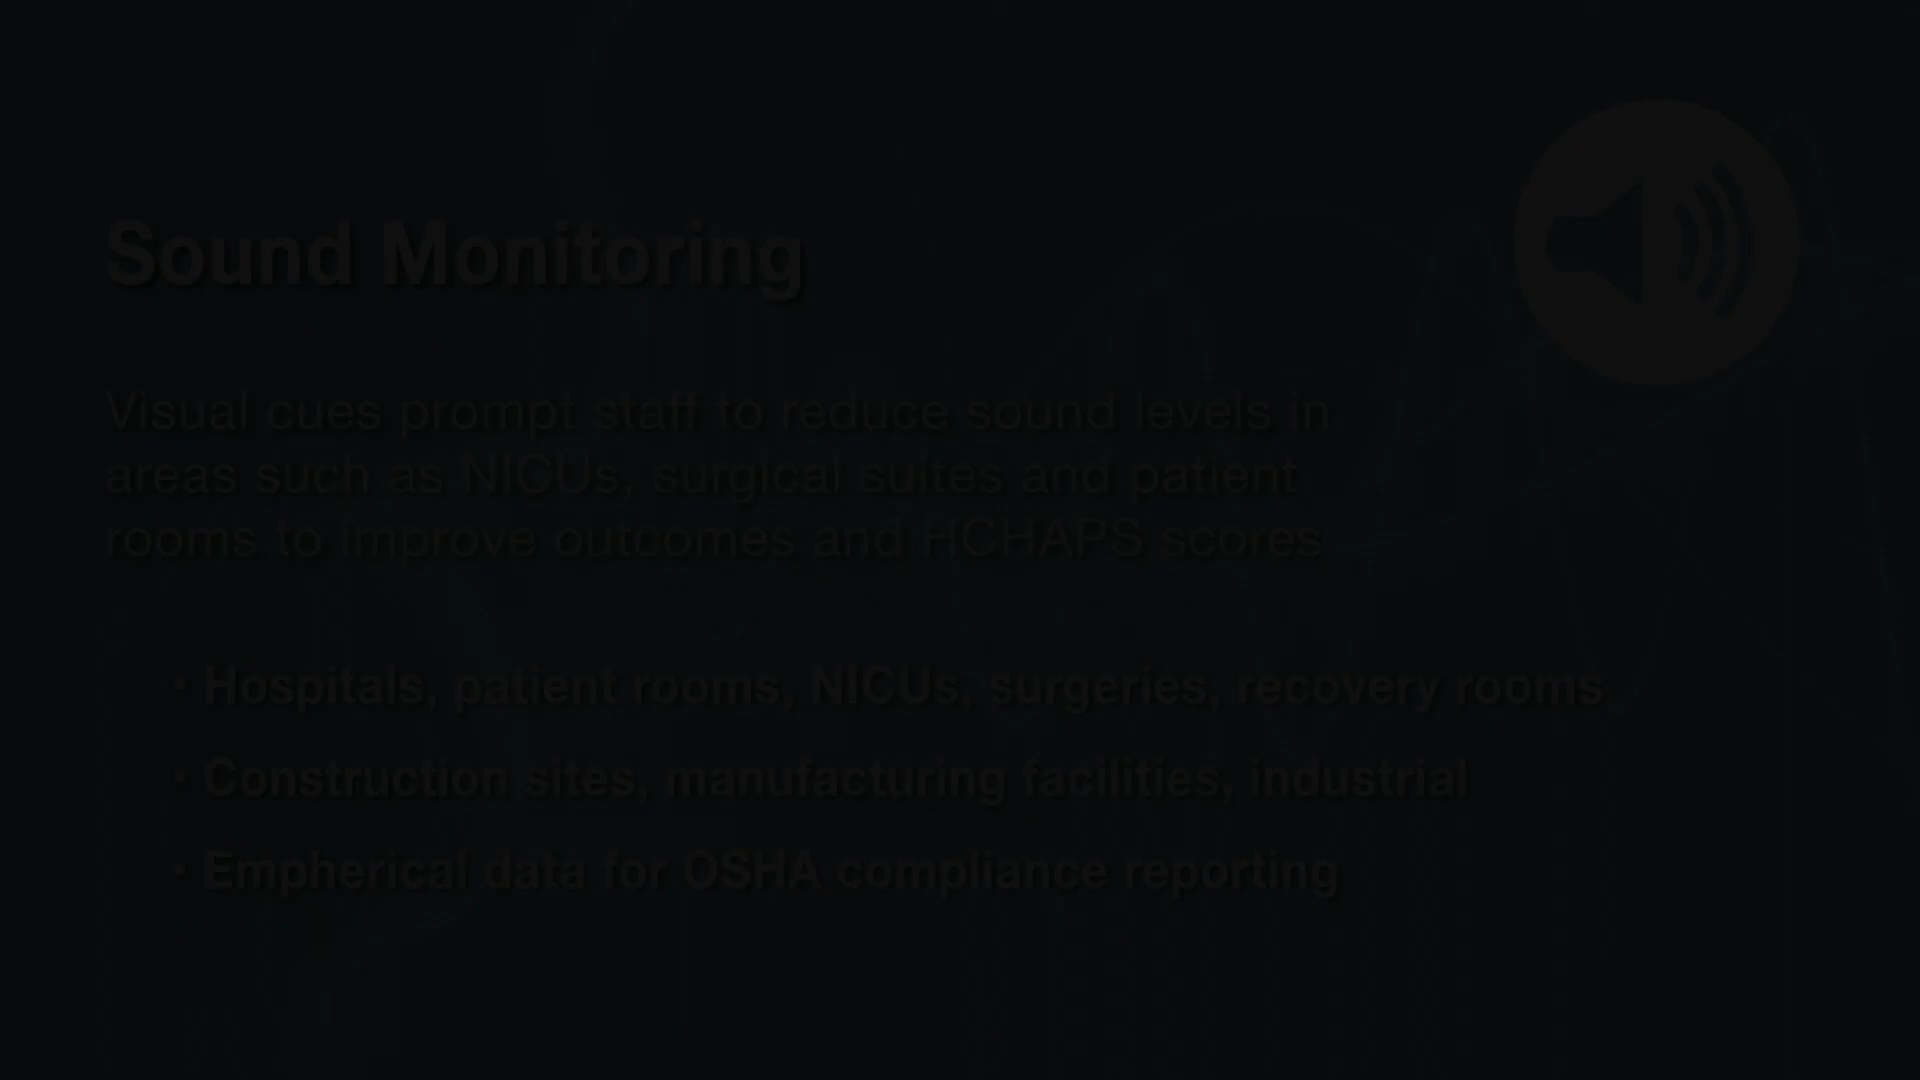 Sound Monitoring
Visual cues prompt staff to reduce sound levels in
areas such as NICUs, surgical suites and patient
rooms to improve outcomes and HCHAPS scores
• Hospitals, patient rooms, NICUs, surgeries, recovery rooms
• Construction sites, manufacturing facilities, industrial
• Empherical data for OSHA compliance reporting